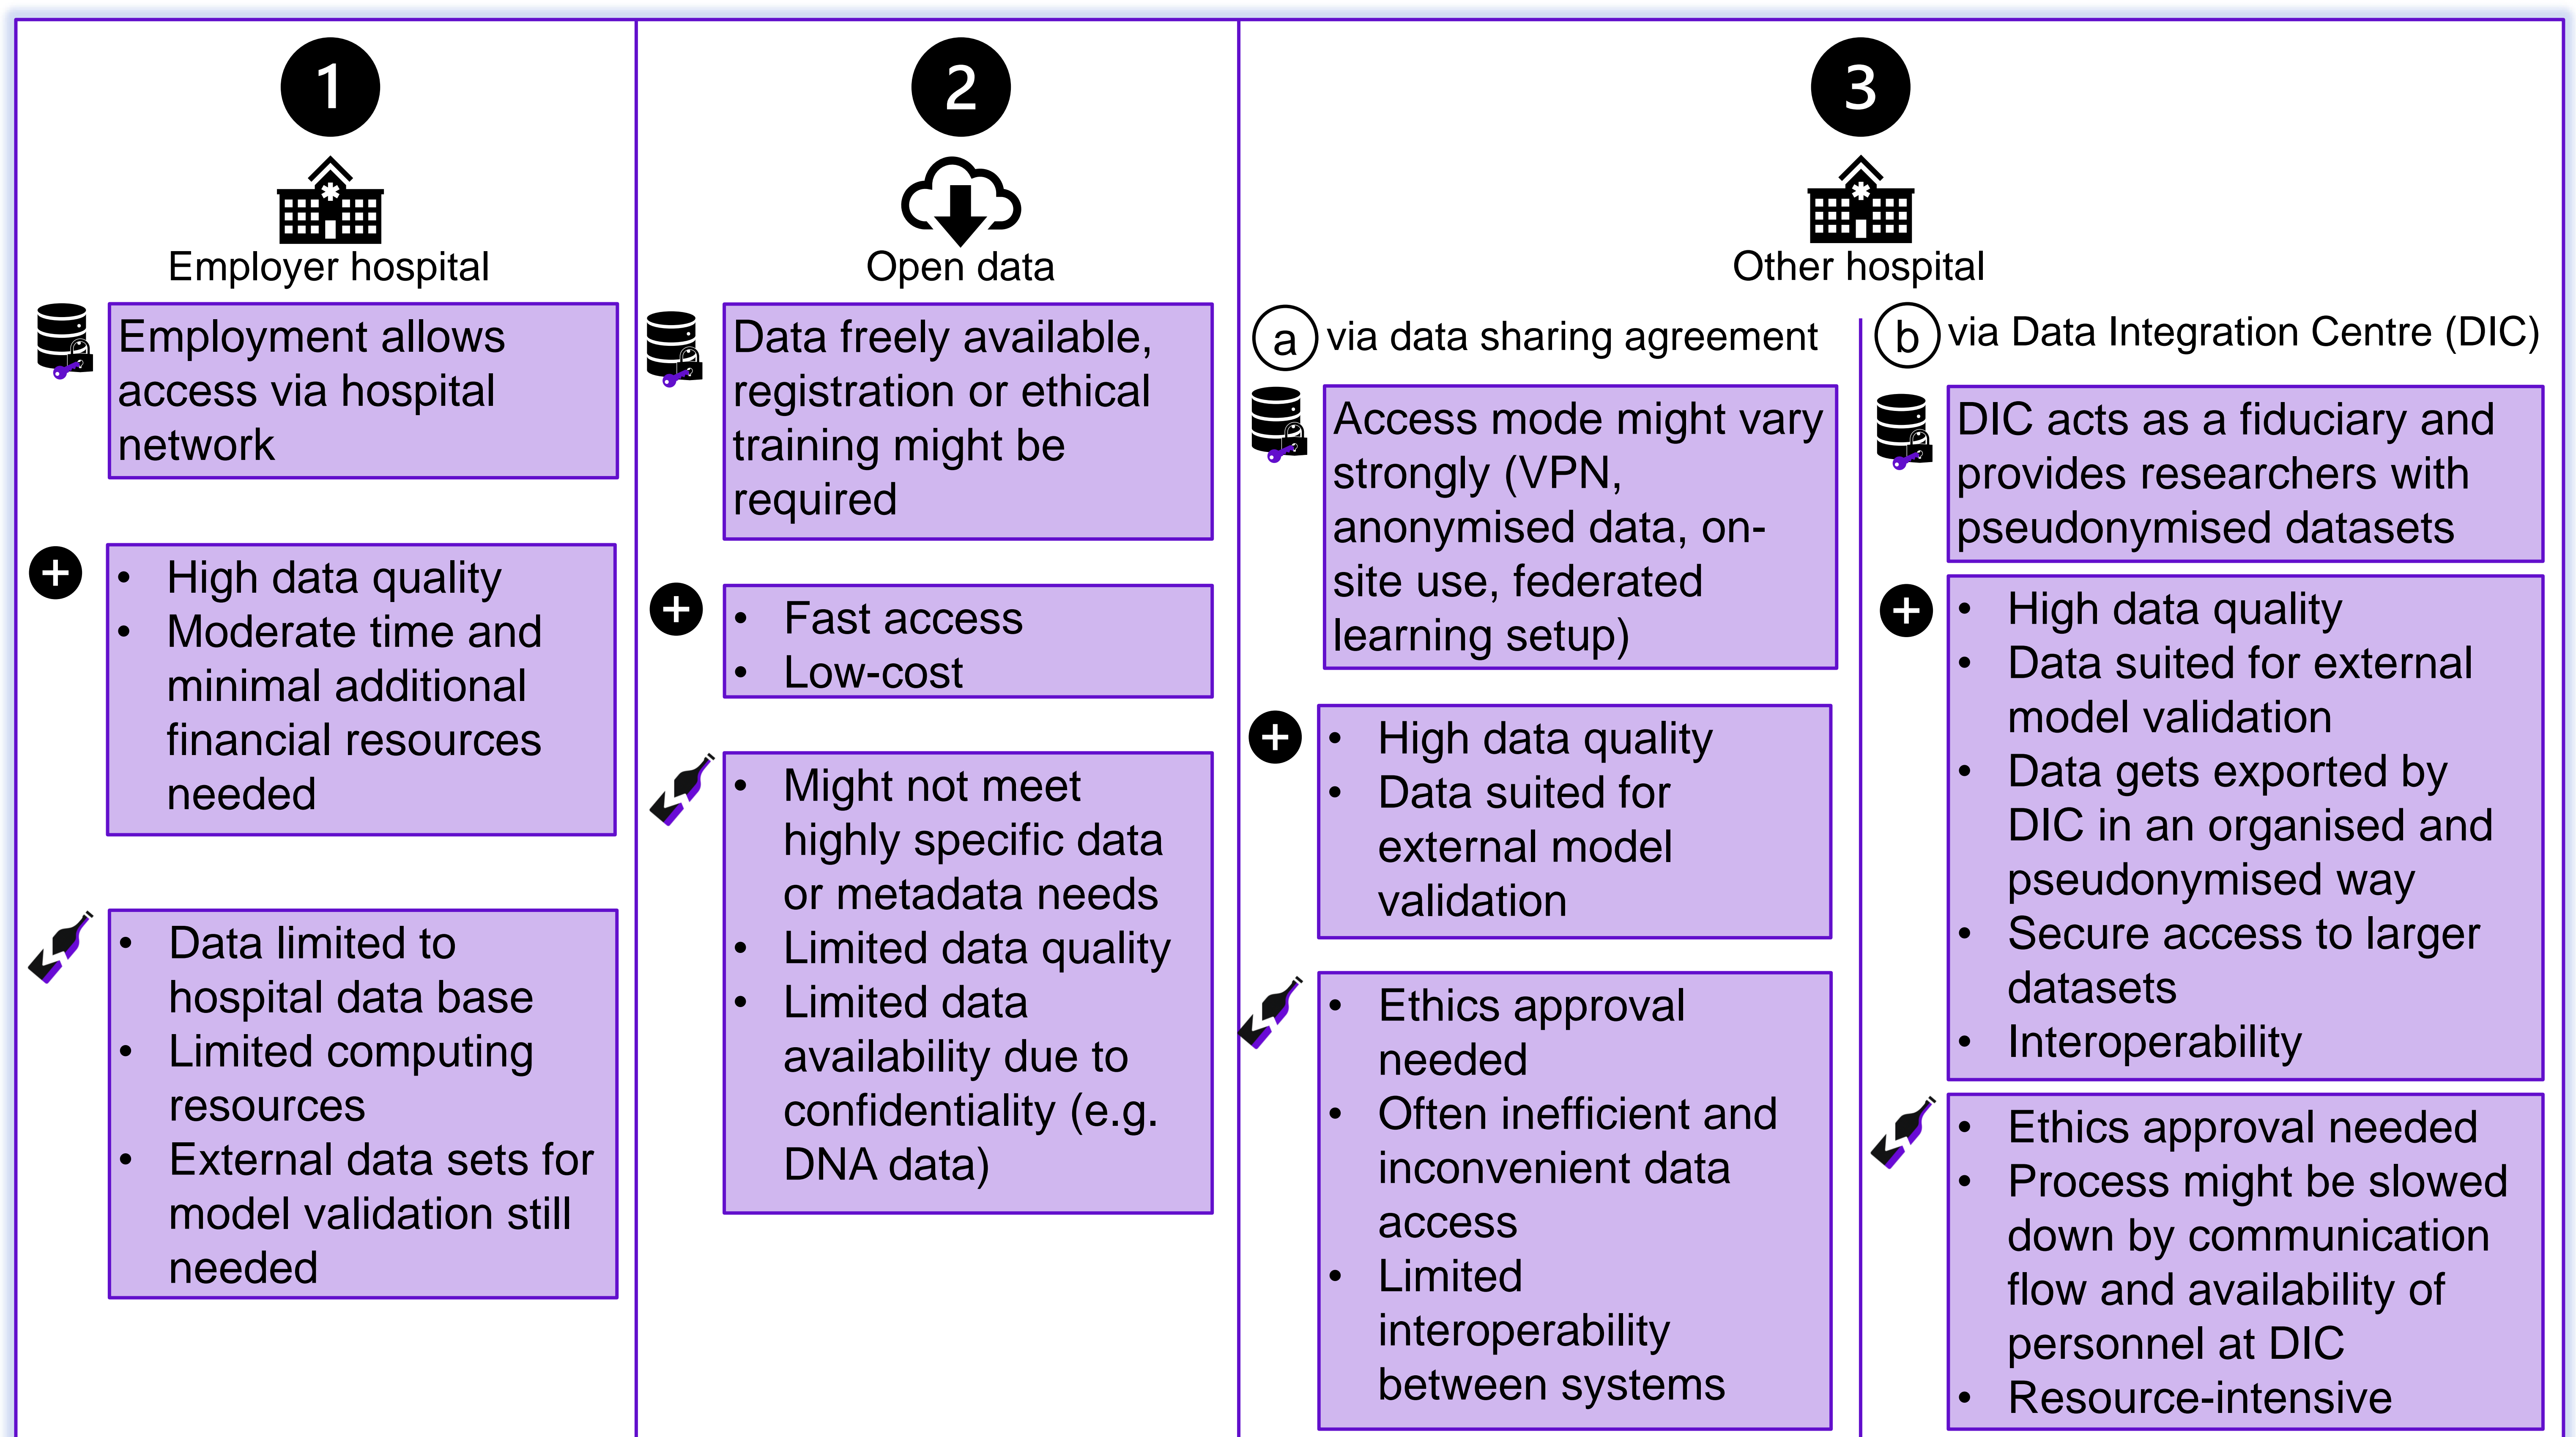 1
Employer hospital
Employment allows
access via hospital
network
• High data quality
• Moderate time and
minimal additional
financial resources
needed
• Data limited to
hospital data base
• Limited computing
resources
• External data sets for
model validation still
needed
2
Open data
Data freely available,
registration or ethical
training might be
required
• Fast access
• Low-cost
• Might not meet
highly specific data
or metadata needs
• Limited data quality
• Limited data
availability due to
confidentiality (e.g.
DNA data)
3
Other hospital
a via data sharing agreement
Access mode might vary
strongly (VPN,
anonymised data, on-
site use, federated
learning setup)
• High data quality
• Data suited for
external model
validation
• Ethics approval
needed
• Often inefficient and
inconvenient data
access
• Limited
interoperability
between systems
b via Data Integration Centre (DIC)
DIC acts as a fiduciary and
provides researchers with
pseudonymised datasets
• High data quality
• Data suited for external
model validation
• Data gets exported by
DIC in an organised and
pseudonymised way
• Secure access to larger
datasets
• Interoperability
• Ethics approval needed
• Process might be slowed
down by communication
flow and availability of
personnel at DIC
• Resource-intensive